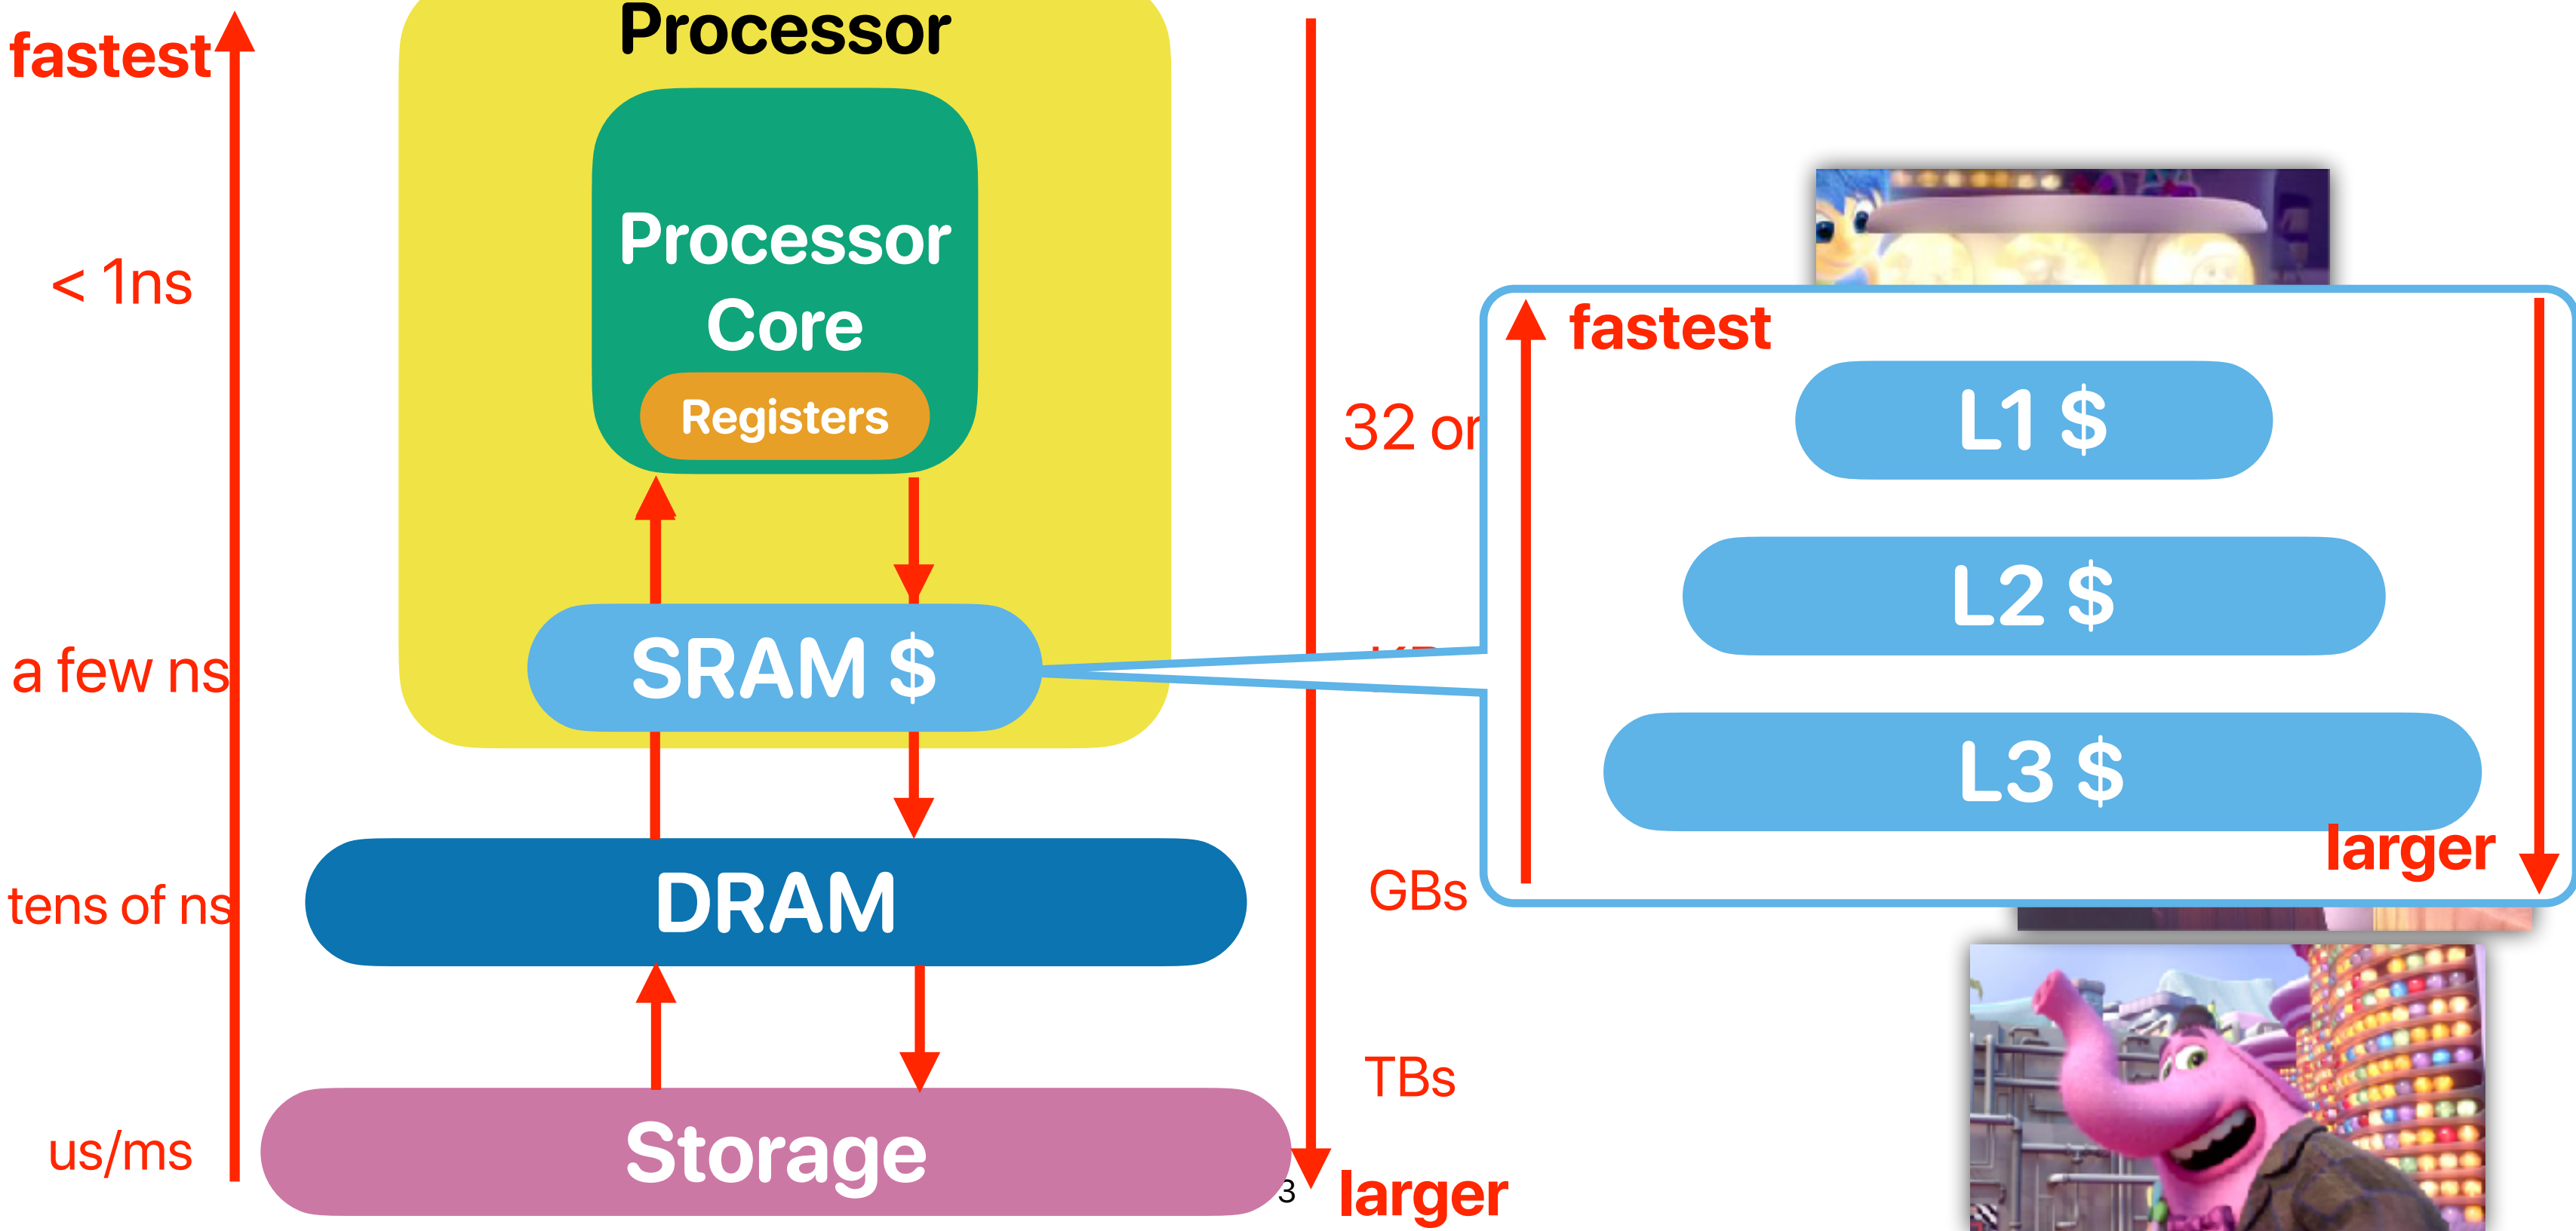 Processor
fastest
Processor
Core
< 1ns
Registers
32 or
fastest
L1 $
L2 $
a few ns
SRAM $
L3 $
larger
tens of ns
DRAM
GBs
TBs
us/ms
Storage
3
larger